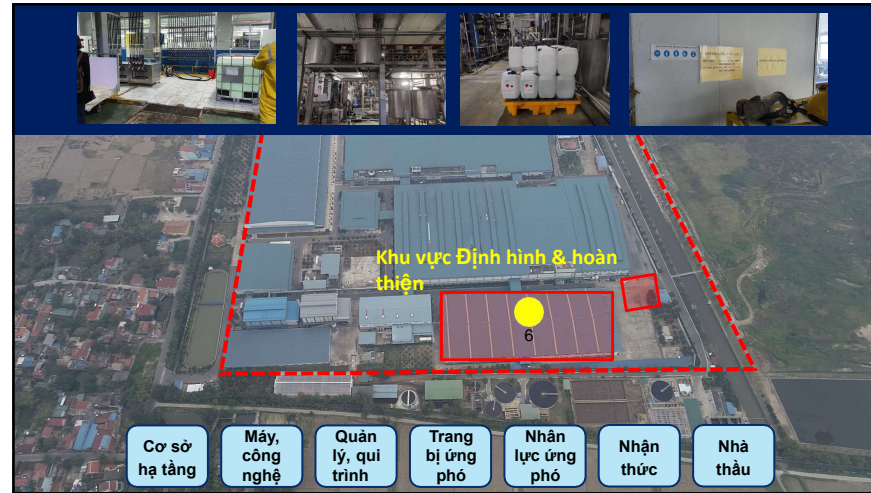 Khu vực Định hình & hoàn
thiện
6
Cơ sở
hạ tầng
Máy,
công
nghệ
Quản
lý, qui
trình
Trang
bị ứng
phó
Nhân
lực ứng
phó
Nhận
thức
Nhà
thầu